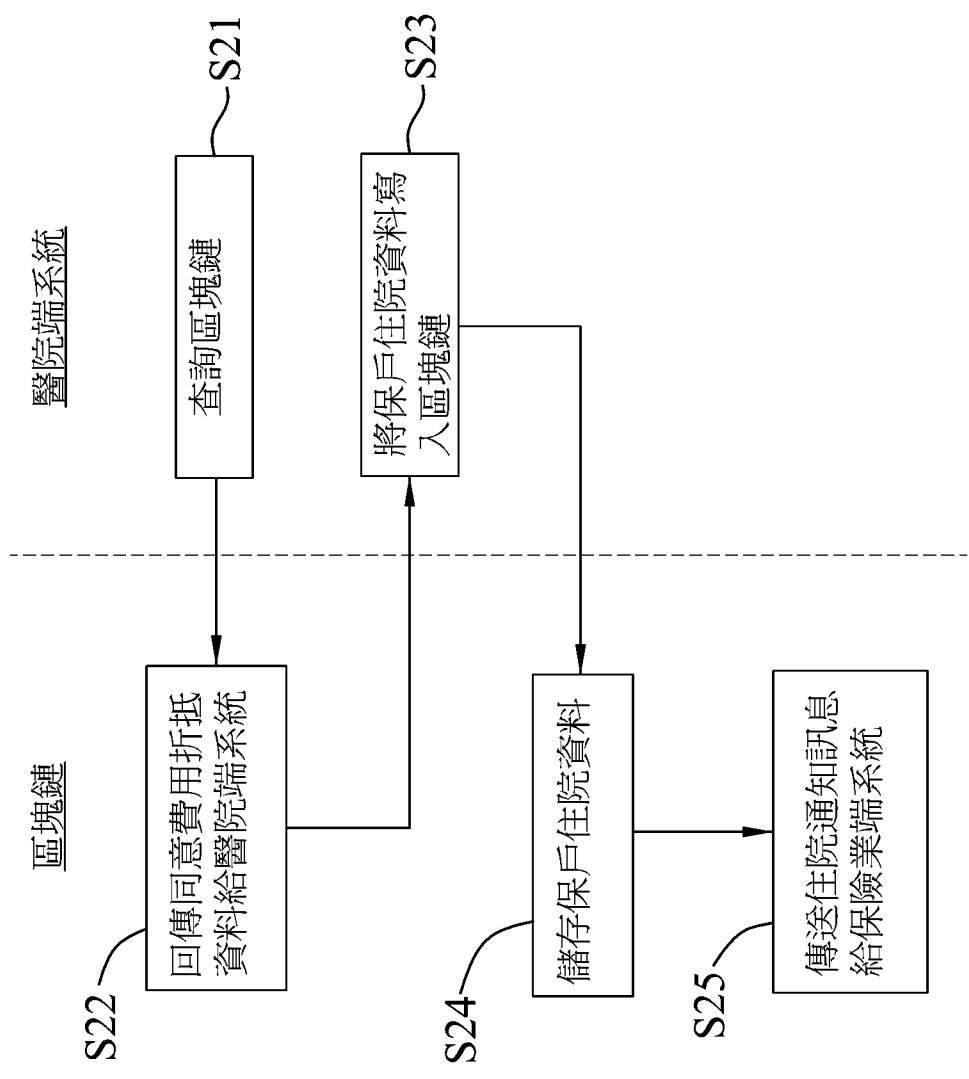 區塊鏈
醫院端系統
查詢區塊鏈
S21
S22
回傳同意費用折抵
資料給醫院端系統
將保戶住院資料寫
入區塊鏈
S23
S24
儲存保戶住院資料
S25
傳送住院通知訊息
給保險業端系統